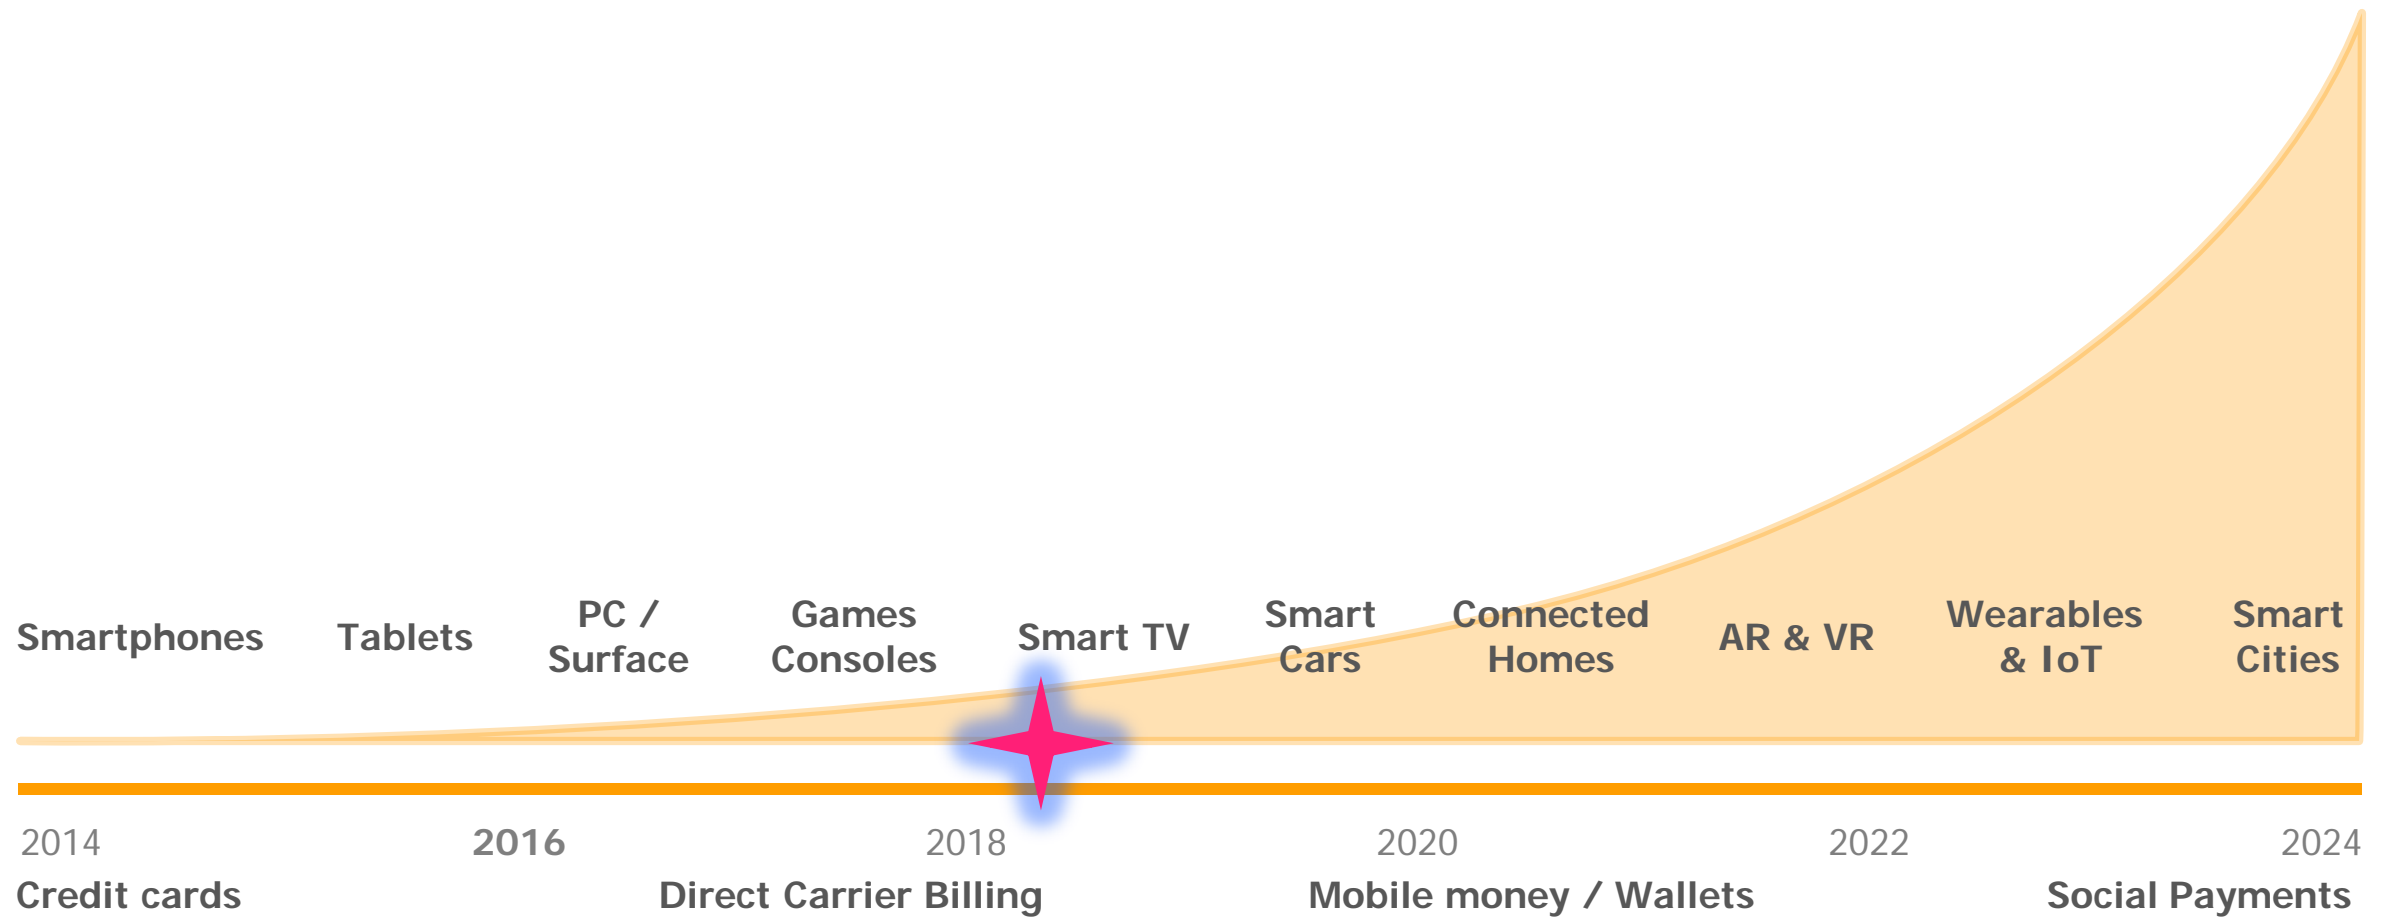 Smartphones
Tablets
PC /
Surface
Games
Consoles
Smart TV
Smart
Cars
Connected
Homes
AR & VR
Wearables
& IoT
Smart
Cities
2014 2016 2018 2020 2022 2024
Credit cards Direct Carrier Billing Mobile money / Wallets Social Payments